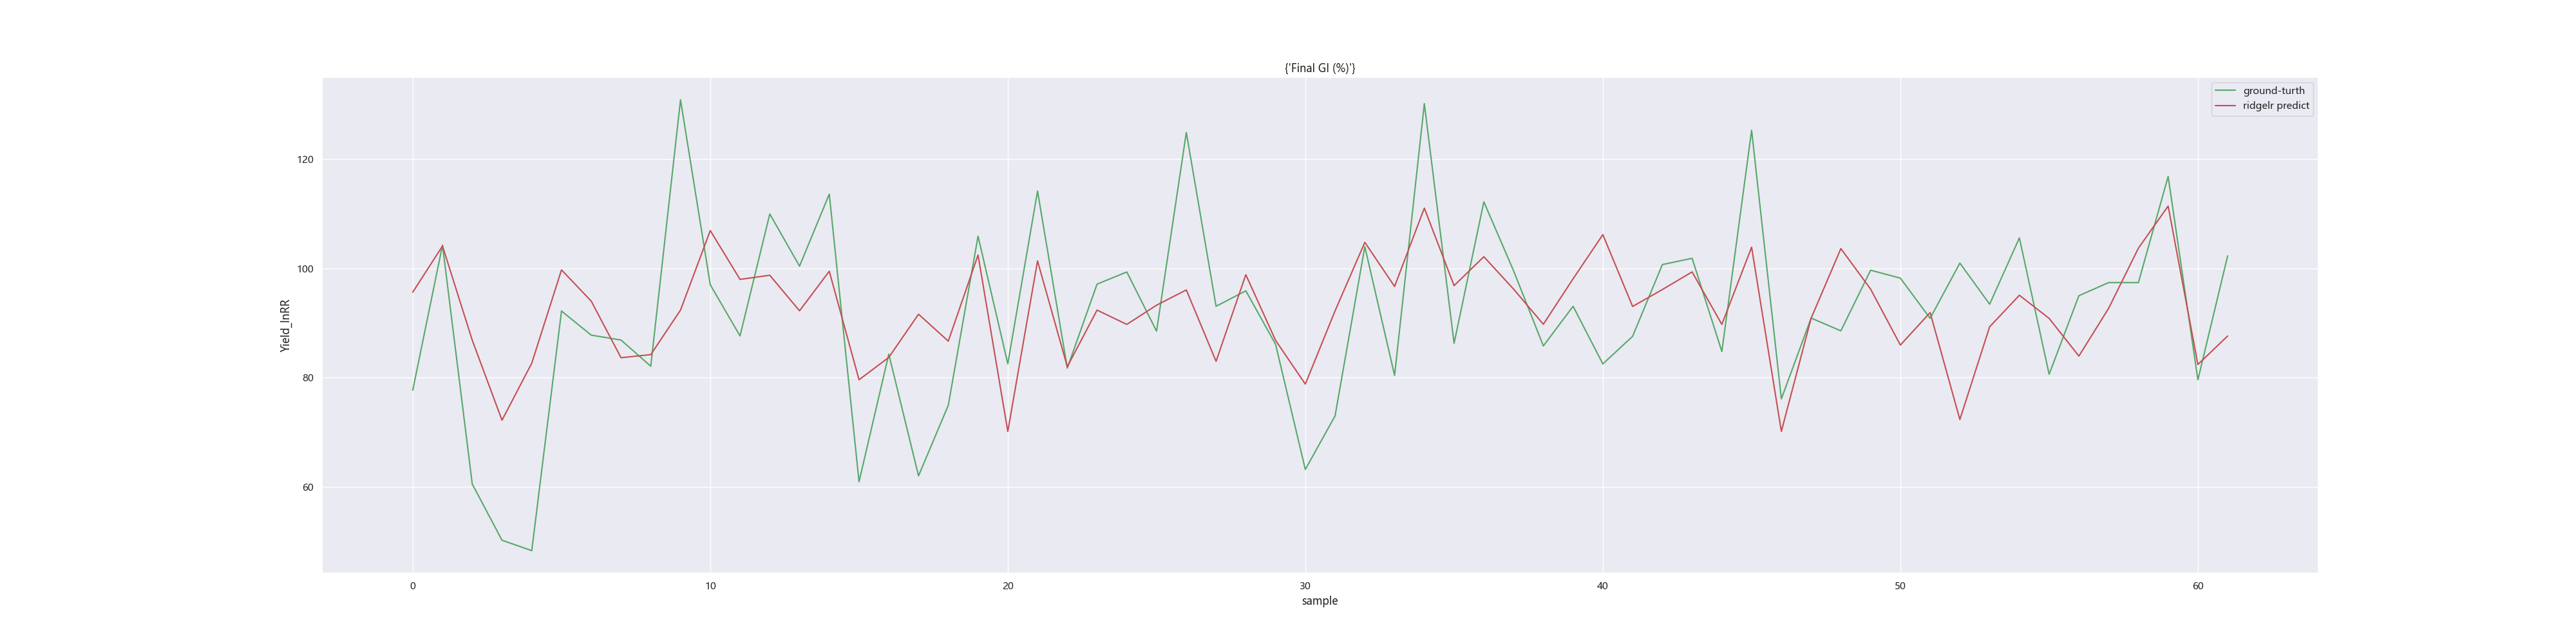 {'Final GI (%)'}
ground-turth
ridgelr predict
120
100
80
60
Yield_lnRR
0 10 20 30 40 50 60
sample